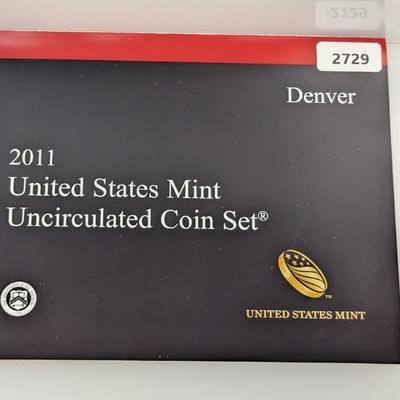 2729
Denver
2011
United States Mint
Uncirculated Coin Set®
UNITED STATES MINT